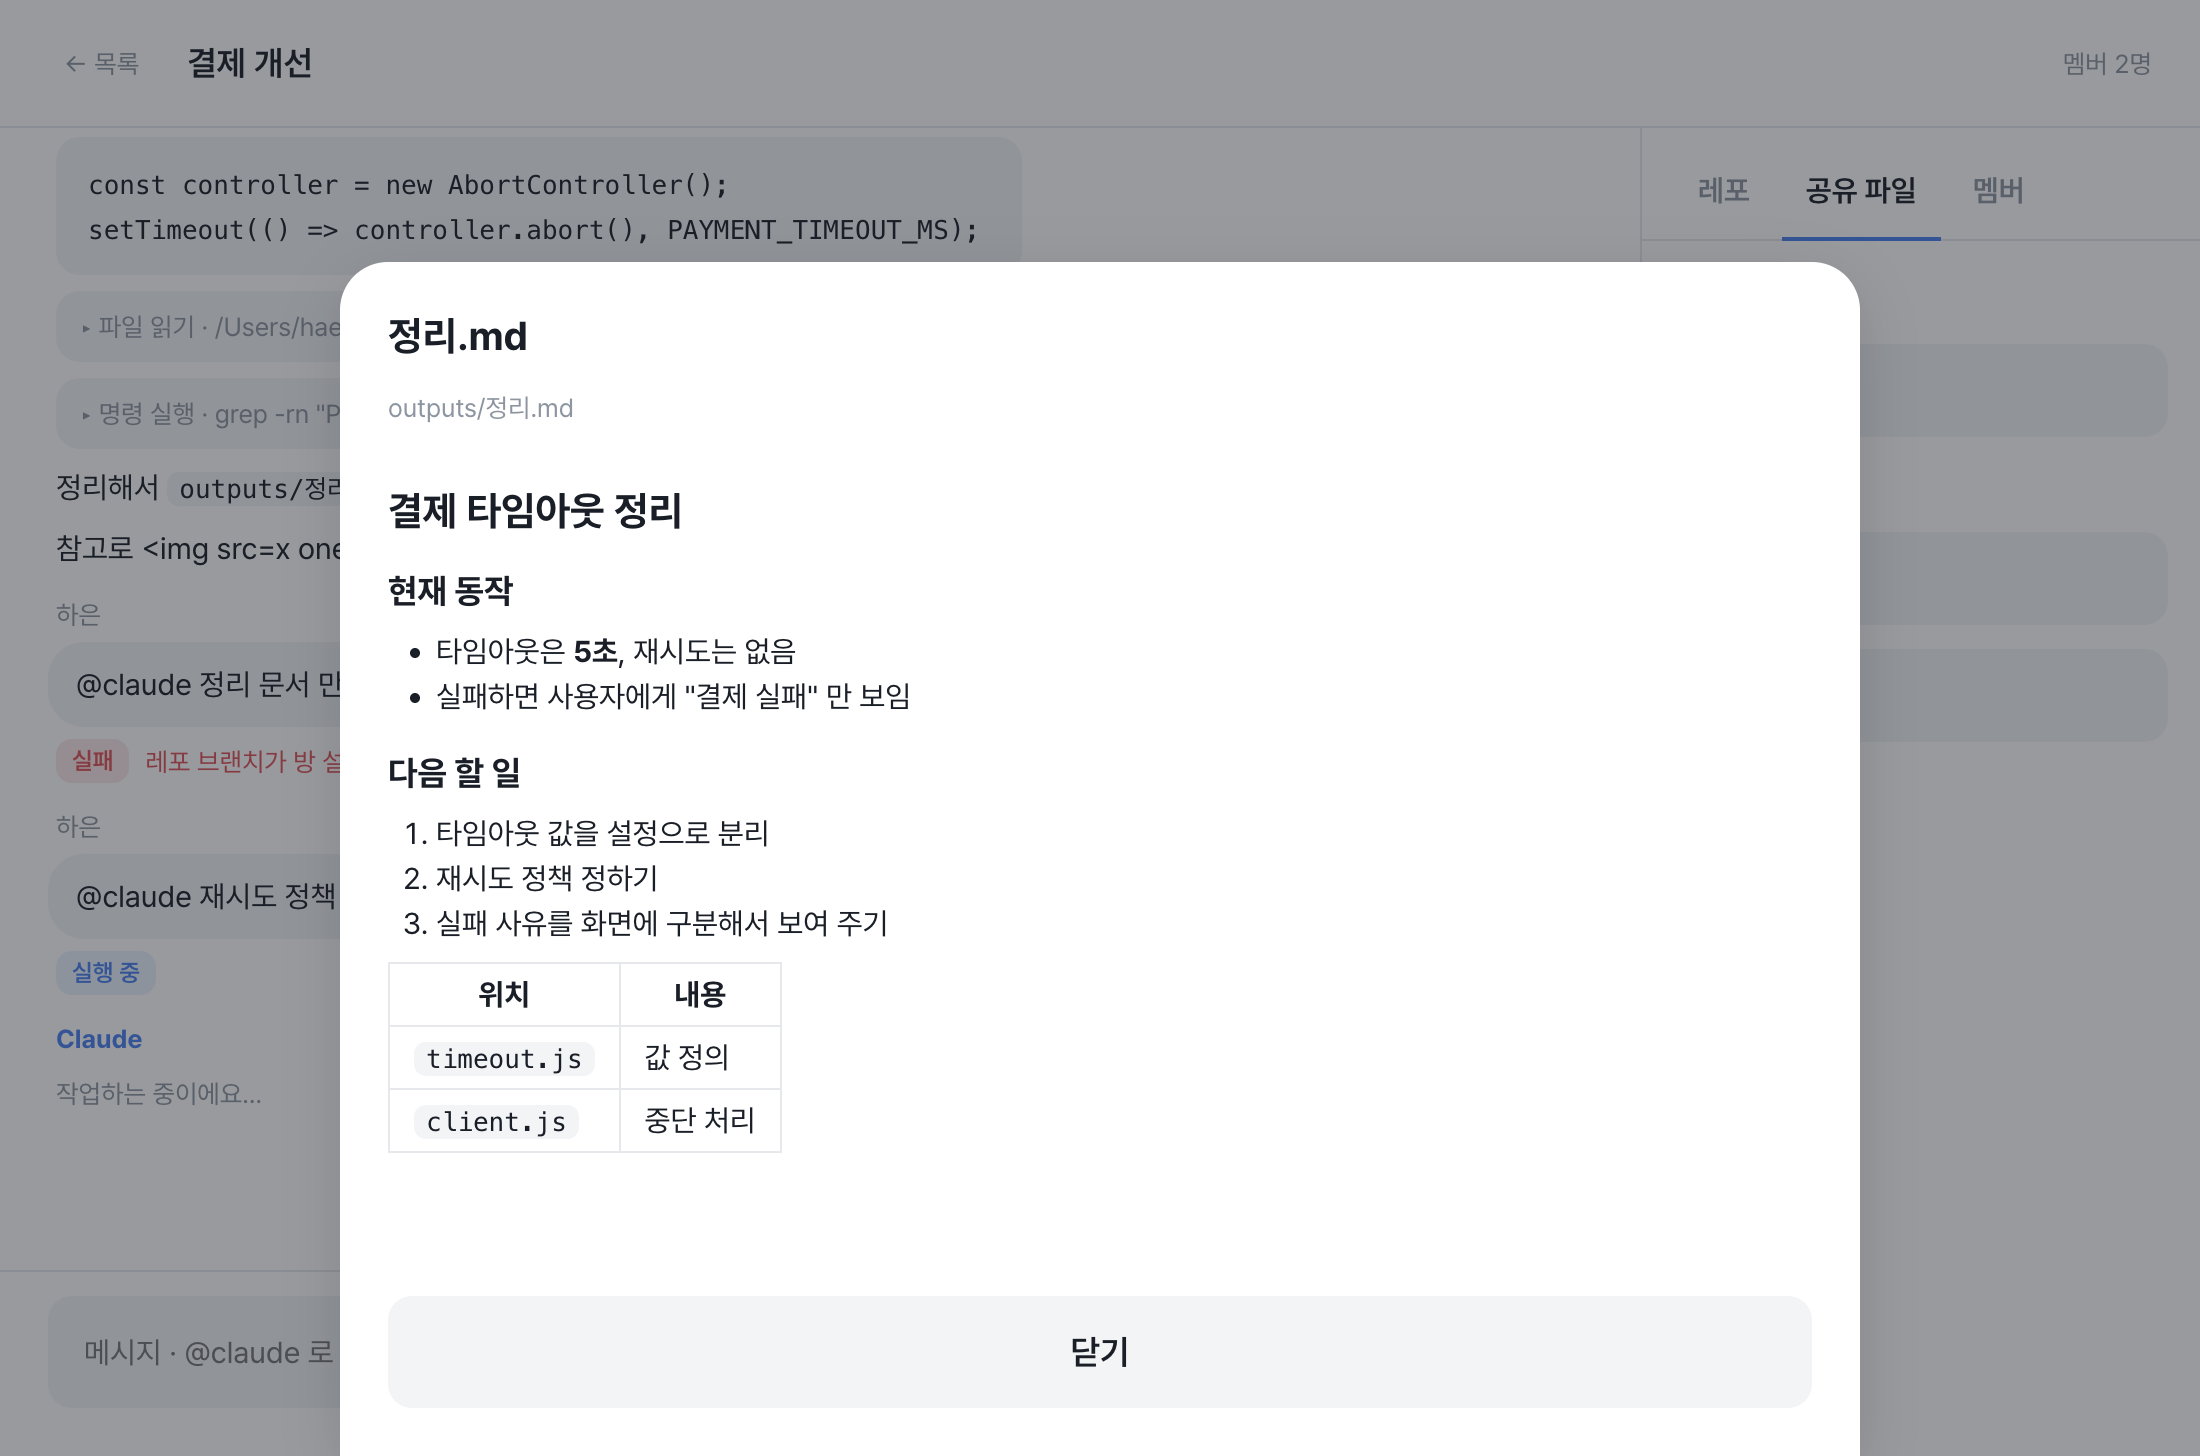 ← 목록
결제 개선
멤버 2명
const controller = new AbortController();
setTimeout(() => controller.abort(), PAYMENT_TIMEOUT_MS);
레포
공유 파일
멤버
▸ 파일 읽기 · /Users/hae
▸ 명령 실행 · grep -rn "P
정리해서 outputs/정리
참고로 <img src=x one
하은
@claude 정리 문서 만
실패 레포 브랜치가 방 설
하은
@claude 재시도 정책
실행 중
Claude
작업하는 중이에요...
메시지 · @claude 로
정리.md
outputs/정리.md
결제 타임아웃 정리
현재 동작
• 타임아웃은 5초, 재시도는 없음
• 실패하면 사용자에게 "결제 실패" 만 보임
다음 할 일
1. 타임아웃 값을 설정으로 분리
2. 재시도 정책 정하기
3. 실패 사유를 화면에 구분해서 보여 주기
위치 내용
timeout.js 값 정의
client.js 중단 처리
닫기